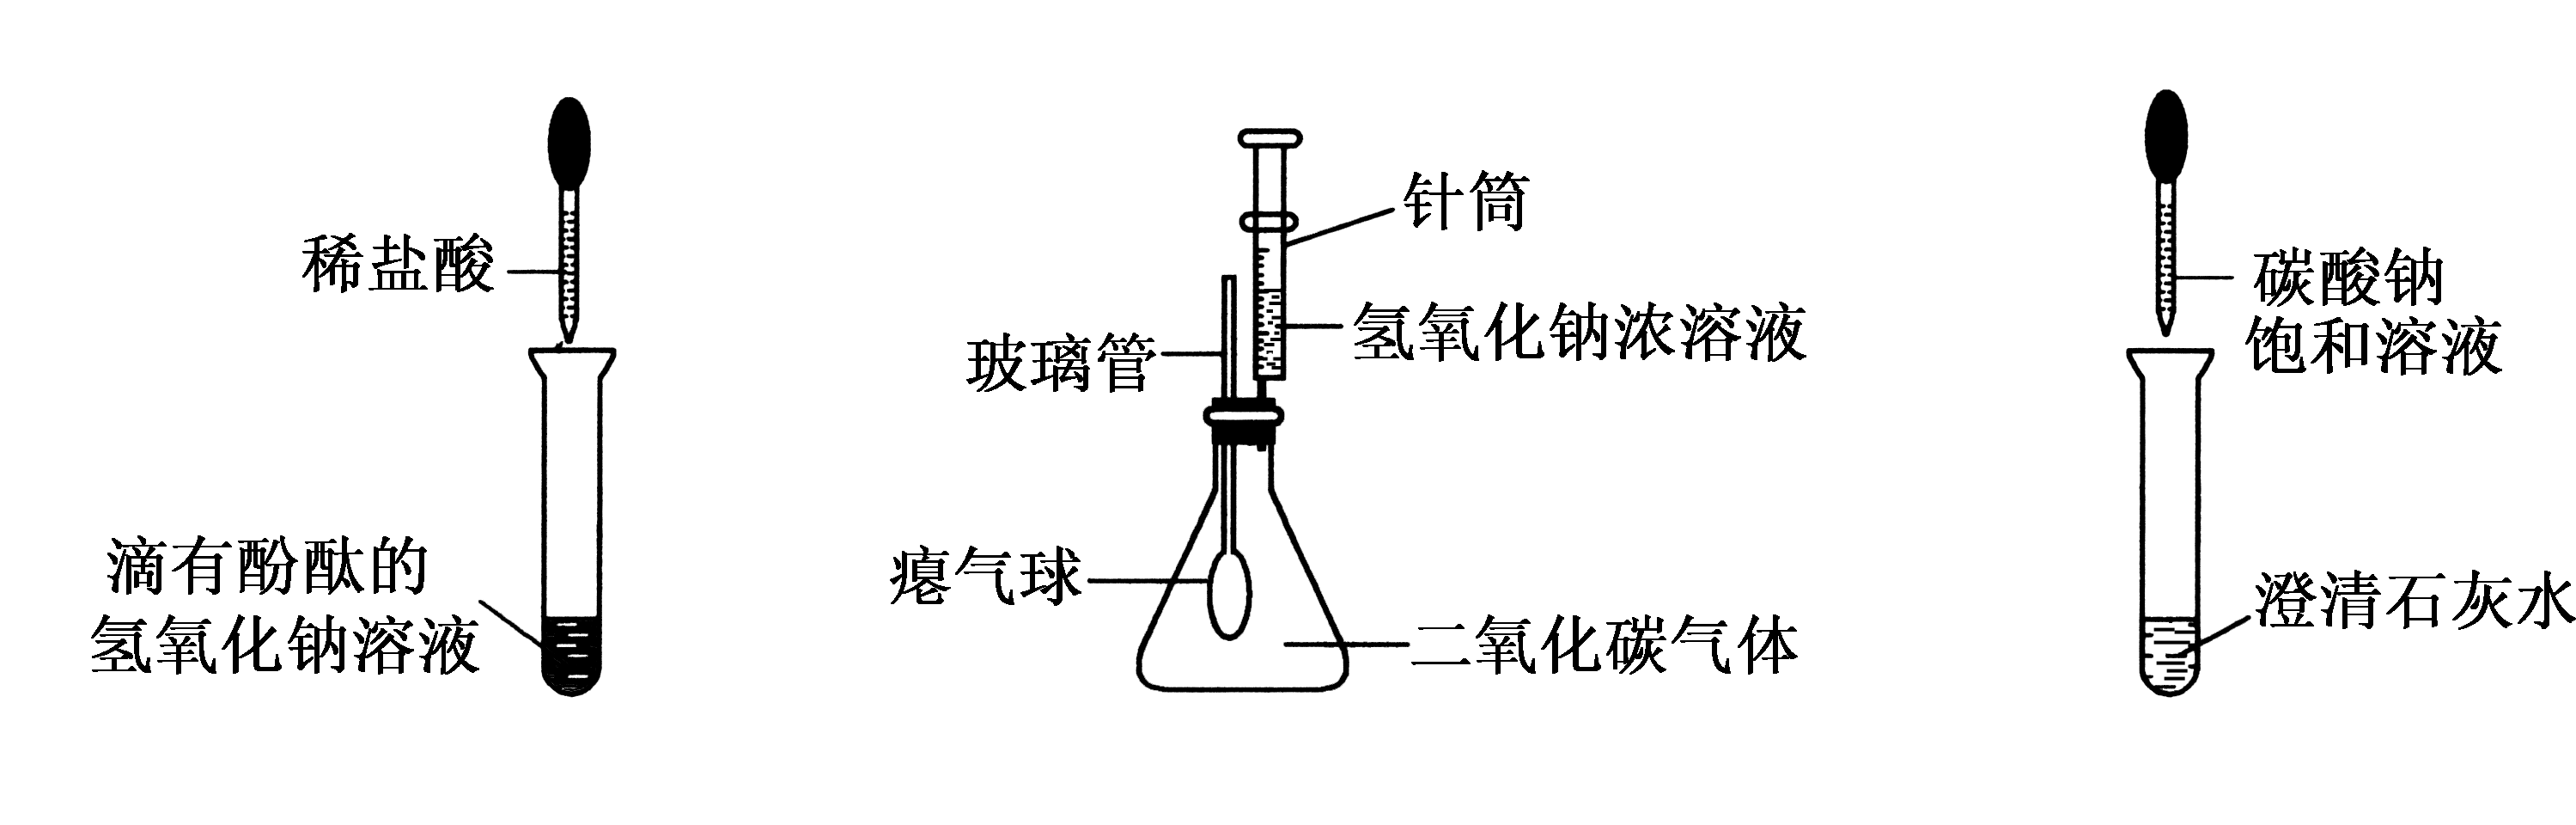 稀盐酸
滴有酚酞的
氢氧化钠溶液
针筒
氢氧化钠浓溶液
玻璃管
瘪气球
二氧化碳气体
碳酸钠
饱和溶液
澄清石灰水